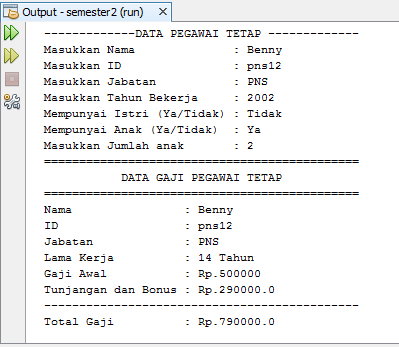 Output - semester2 (run)
-------------DATA PEGAWAI TETAP -------------
Masukkan Nama : Benny
Masukkan ID : pns12
Masukkan Jabatan : PNS
Masukkan Tahun Bekerja : 2002
Mempunyai Istri (Ya/Tidak) : Tidak
Mempunyai Anak (Ya/Tidak) : Ya
Masukkan Jumlah anak : 2
=============================================
DATA GAJI PEGAWAI TETAP
=============================================
Nama : Benny
ID : pns12
Jabatan : PNS
Lama Kerja : 14 Tahun
Gaji Awal : Rp.500000
Tunjangan dan Bonus : Rp.290000.0
---------------------------------------------
Total Gaji : Rp.790000.0